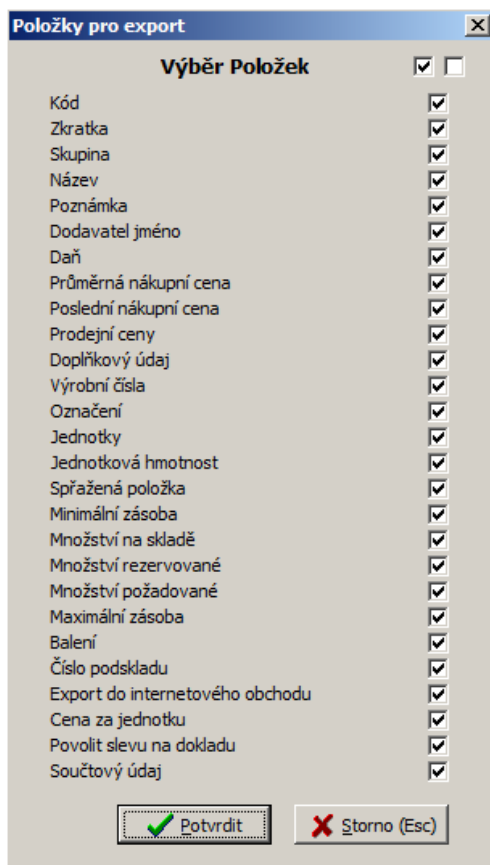 Položky pro export
Výběr Položek
Kód
Zkratka
Skupina
Název
Poznámka
Dodavatel jméno
Daň
Průměrná nákupní cena
Poslední nákupní cena
Prodejní ceny
Doplňkový údaj
Výrobní čísla
Označení
Jednotky
Jednotková hmotnost
Spřažená položka
Minimální zásoba
Množství na skladě
Množství rezervované
Množství požadované
Maximální zásoba
Balení
Číslo podskladu
Export do internetového obchodu
Cena za jednotku
Povolit slevu na dokladu
Součtový údaj
Potvrdit Storno (Esc)